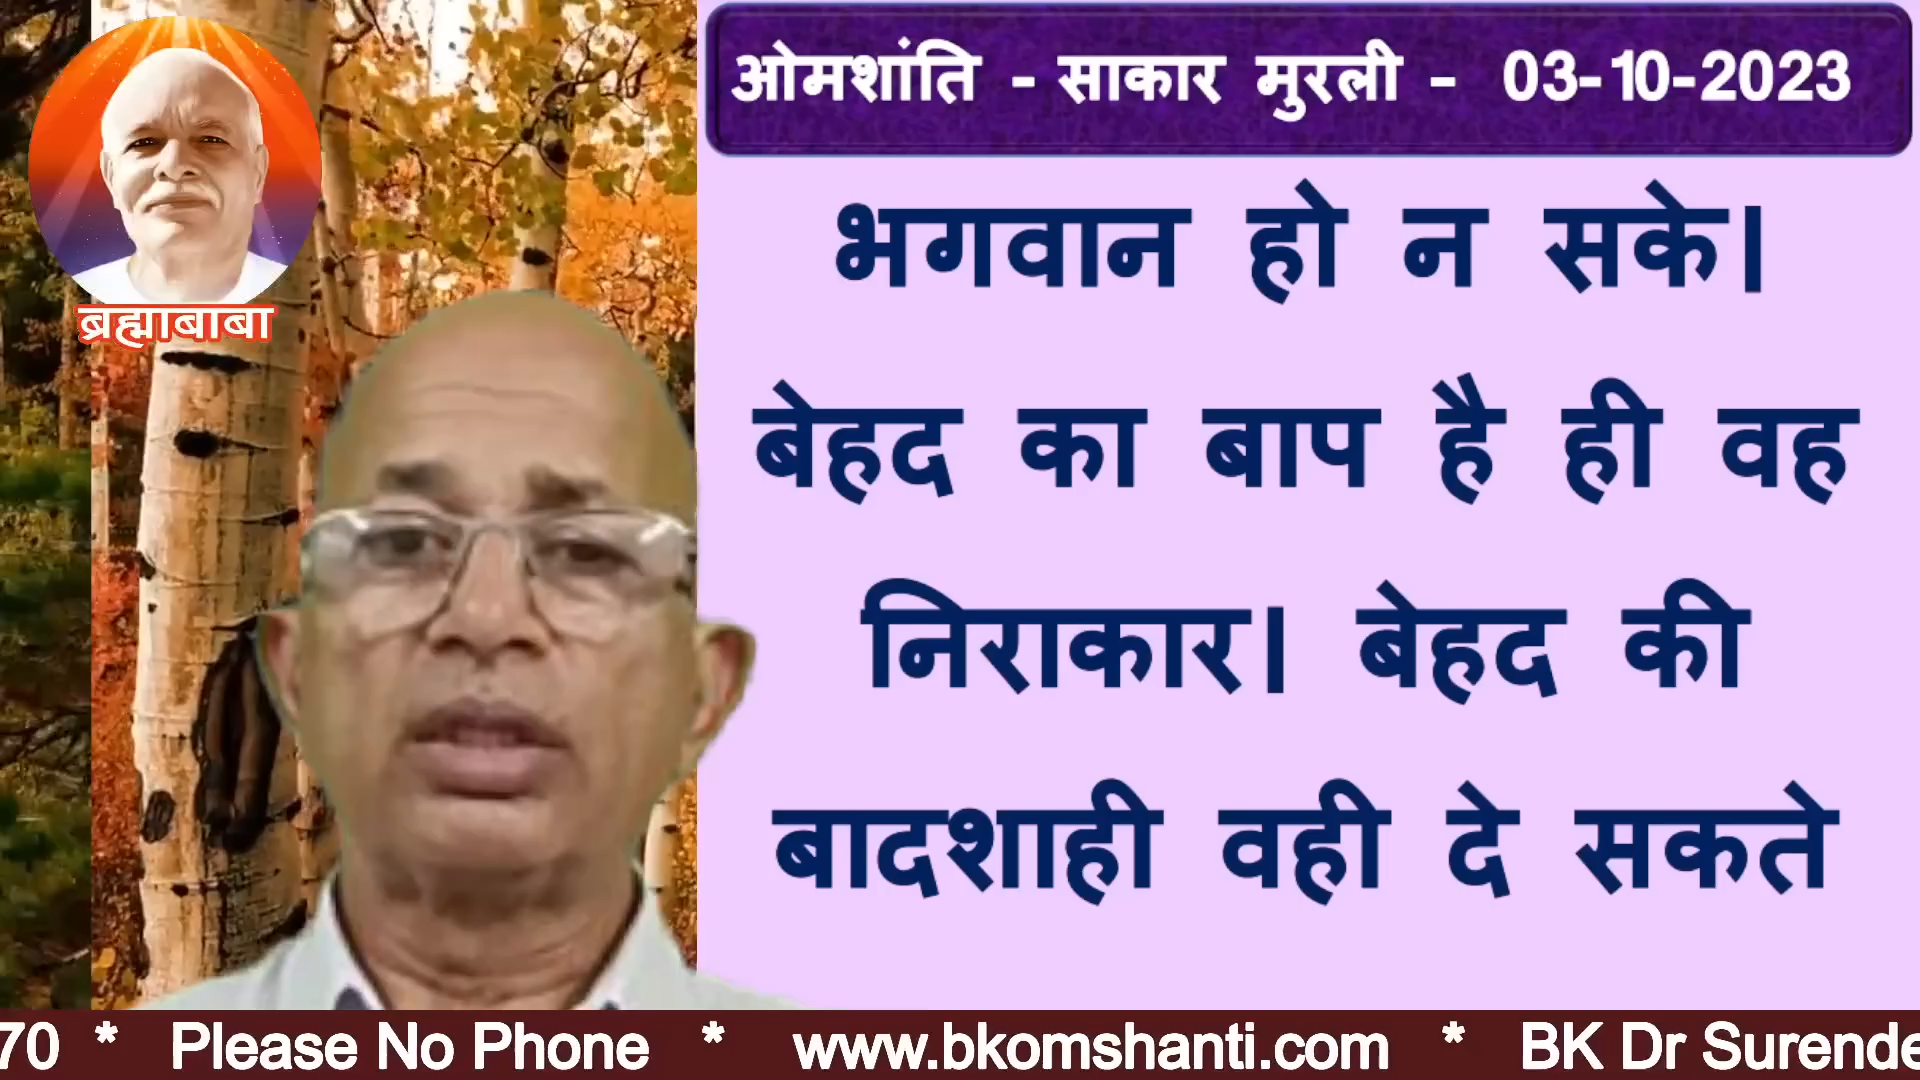 ओमशांति - साकार मुरली - 03-10-2023
ब्रह्माबाबा
भगवान हो न सके।
बेहद का बाप है ही वह
निराकार। बेहद की
बादशाही वही दे सकते
70 * Please No Phone * www.bkomshanti.com * BK Dr Surende